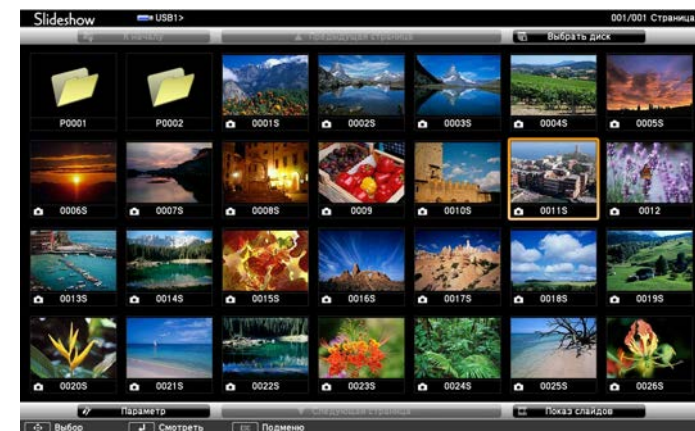 Slideshow USB1> 001/001 Страница
К началу Предыдущая страница Выбрать диск
P0001 P0002 0001S 0002S 0003S 0004S 0005S
0006S 0007S 0008S 0009 0010S 0011S 0012
0013S 0014S 0015S 0016S 0017S 0018S 0019S
0020S 0021S 0022S 0023S 0024S 0025S 0026S
Параметр Следующая страница Показ слайдов
Выбор Смотреть Esc Подменю